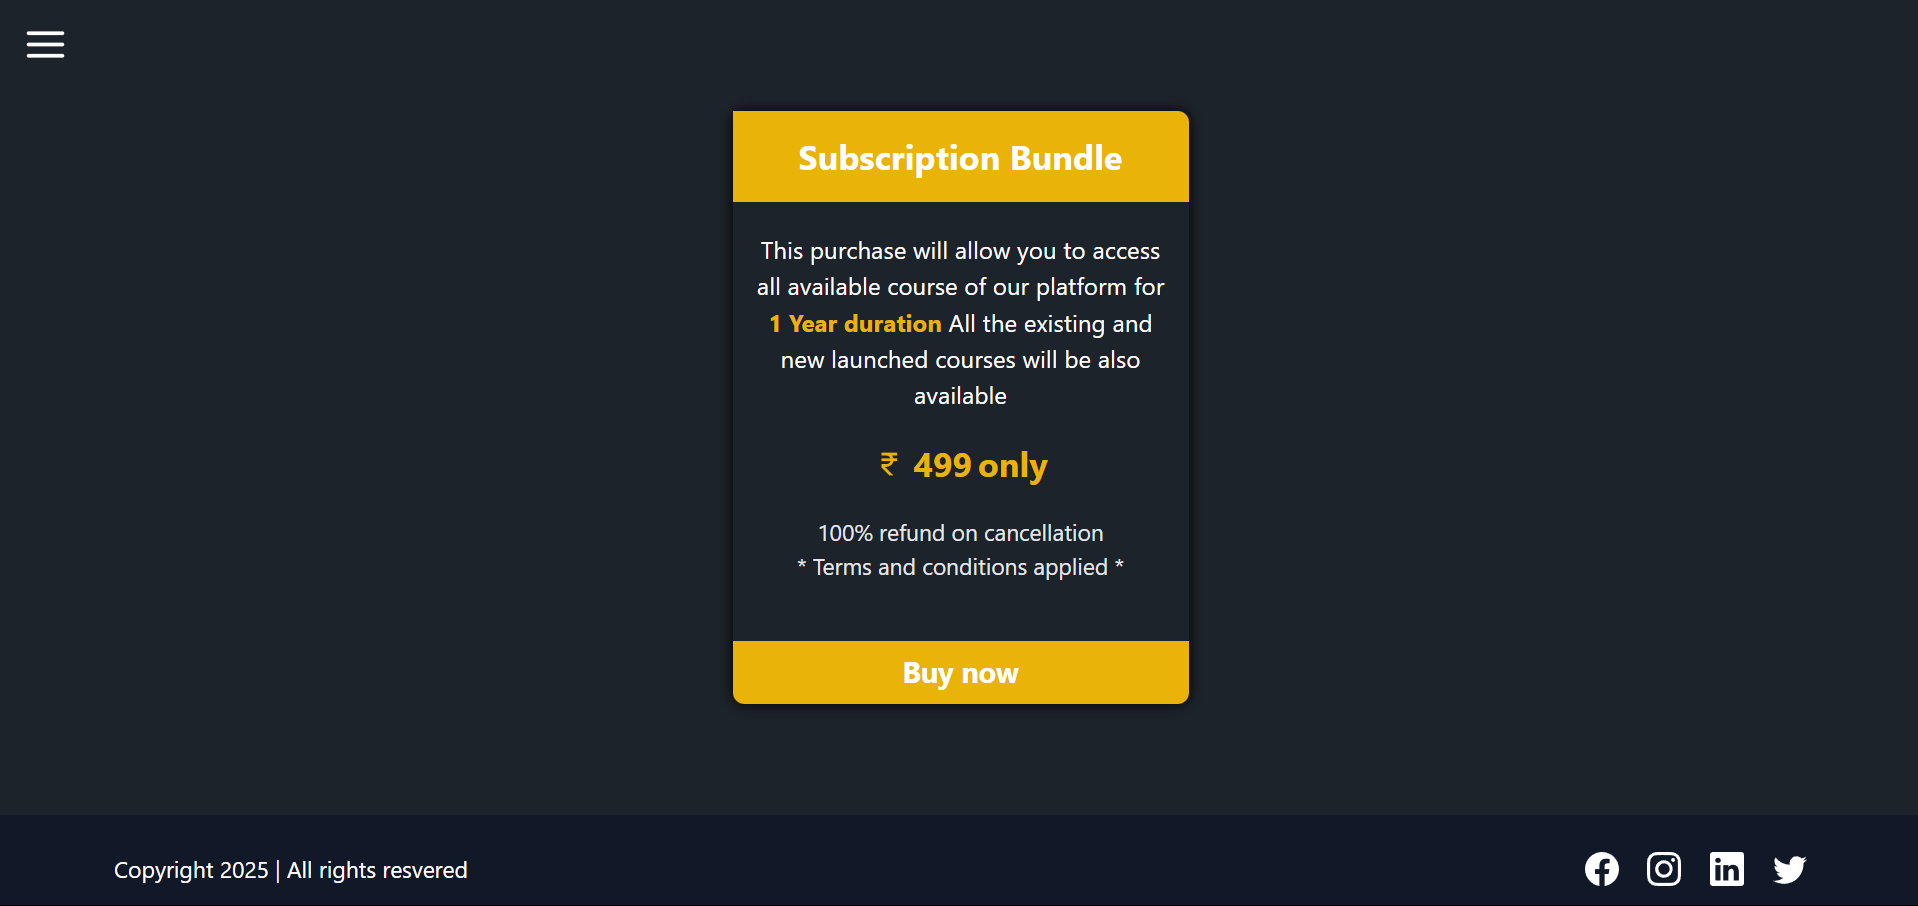 Subscription Bundle
This purchase will allow you to access
all available course of our platform for
1 Year duration All the existing and
new launched courses will be also
available
₹ 499 only
100% refund on cancellation
* Terms and conditions applied *
Buy now
Copyright 2025 | All rights resvered